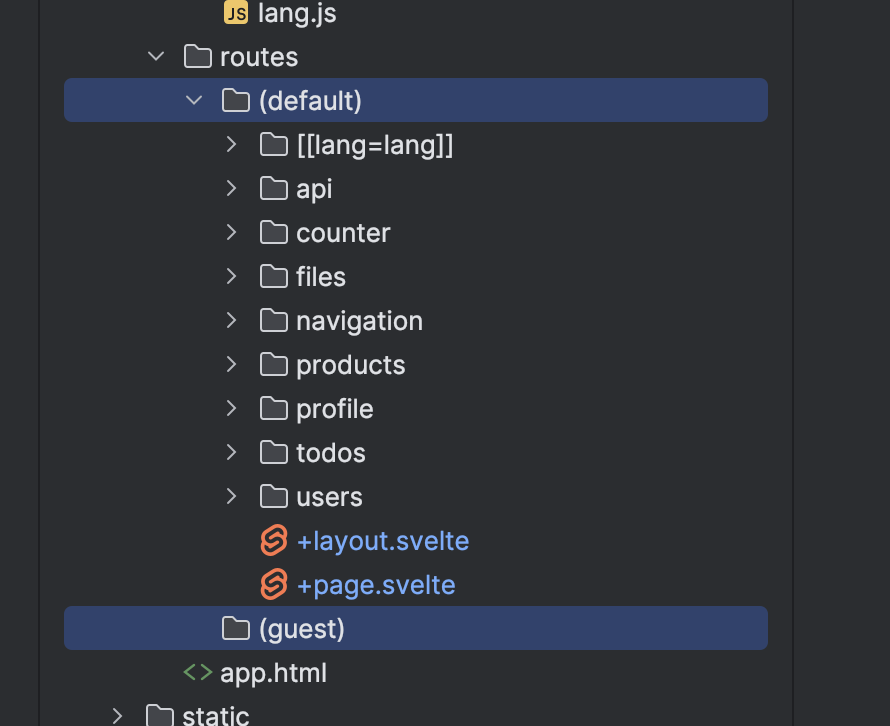 JS lang.js
routes
(default)
[[lang=lang]]
api
counter
files
navigation
products
profile
todos
users
+layout.svelte
+page.svelte
(guest)
<> app.html
static